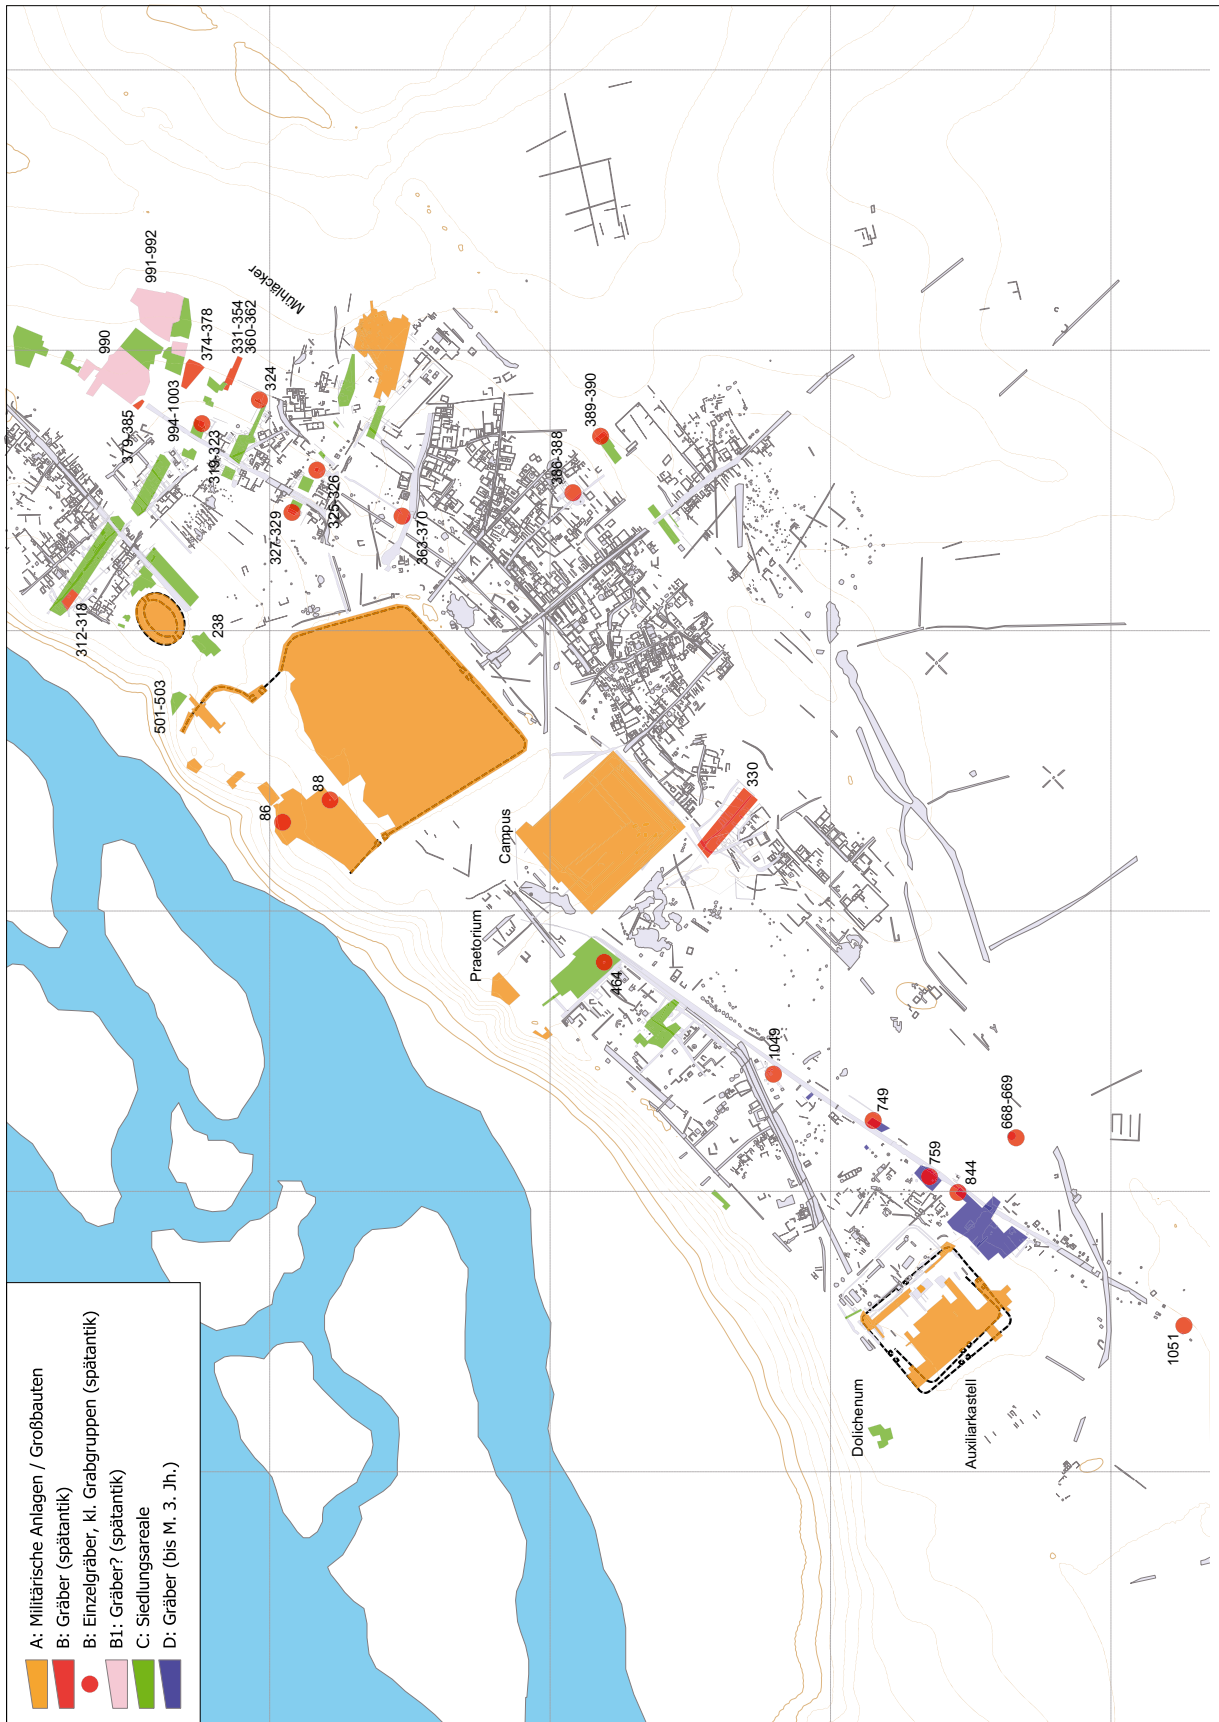 A: Militärische Anlagen / Großbauten
B: Gräber (spätantik)
B: Einzelgräber, kl. Grabgruppen (spätantik)
B1: Gräber? (spätantik)
C: Siedlungsareale
D: Gräber (bis M. 3. Jh.)
312-318
501-503
238
379-385
990
991-992
994-1003
374-378
319-323
331-354
360-362
324
Mühläcker
327-329
325-326
363-370
386-388
389-390
86
88
Campus
330
Praetorium
464
1049
749
759
844
668-669
Dolichenum
Auxiliarkastell
1051